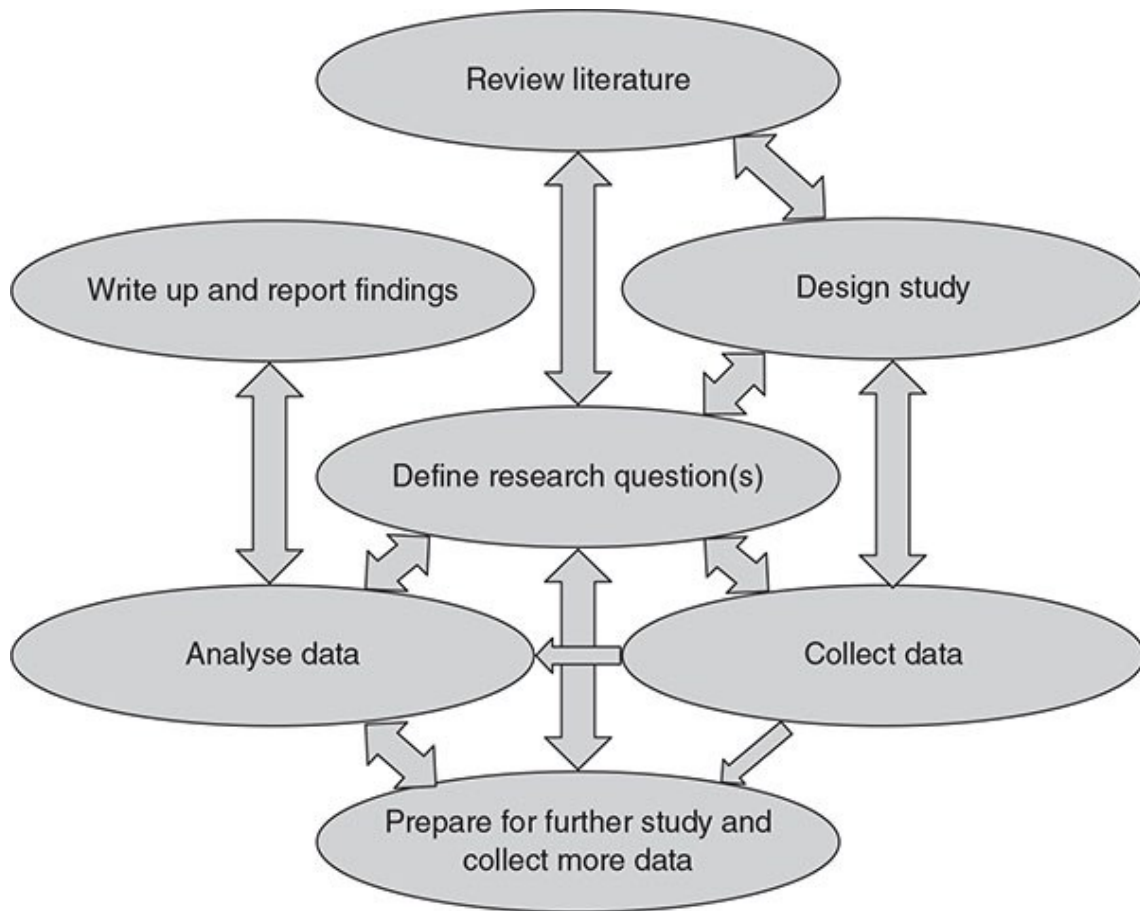 Review literature
Write up and report findings
Design study
Define research question(s)
Analyse data
Collect data
Prepare for further study and
collect more data